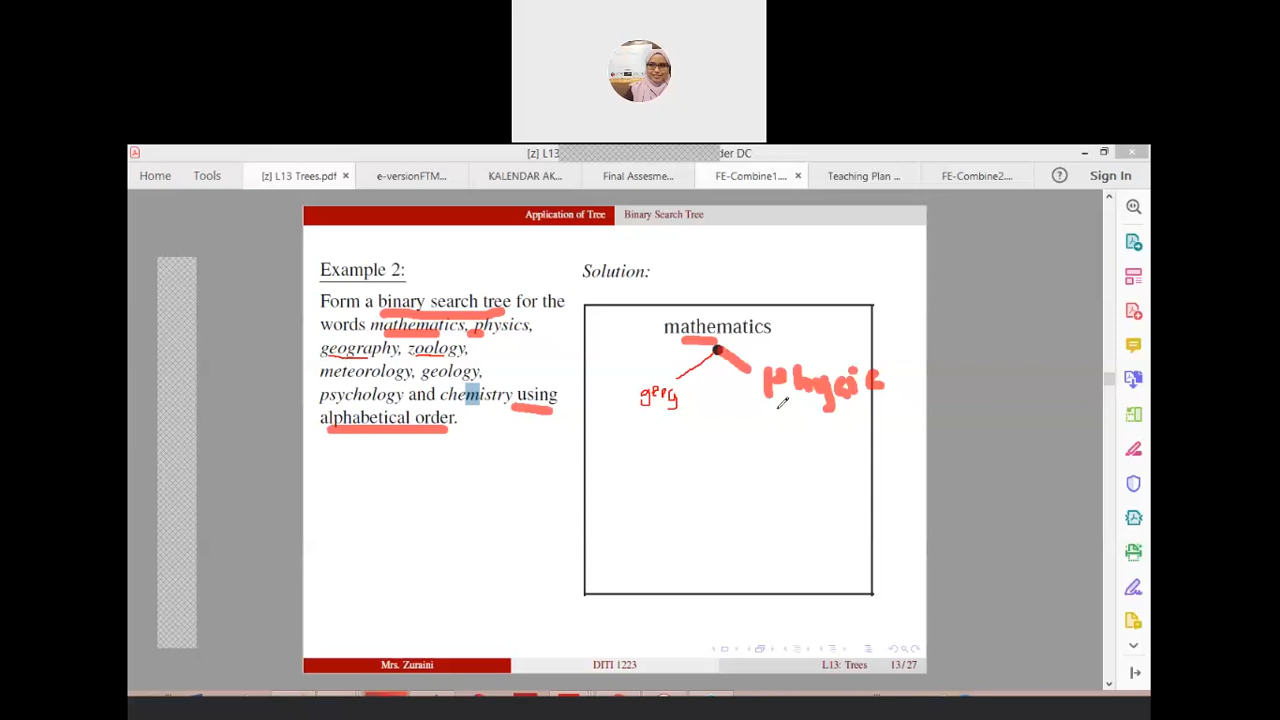 [z] L13
der DC
Home
Tools
[z] L13 Trees.pdf
e-versionFTM...
KALENDAR AK...
Final Assesme...
FE-Combine1....
Teaching Plan ...
FE-Combine2....
Sign In
Application of Tree
Binary Search Tree
Example 2:
Form a binary search tree for the
words mathematics, physics,
geography, zoology,
meteorology, geology,
psychology and chemistry using
alphabetical order.
Solution:
mathematics
geog
physic
Mrs. Zuraini
DITI 1223
L13: Trees
13/27